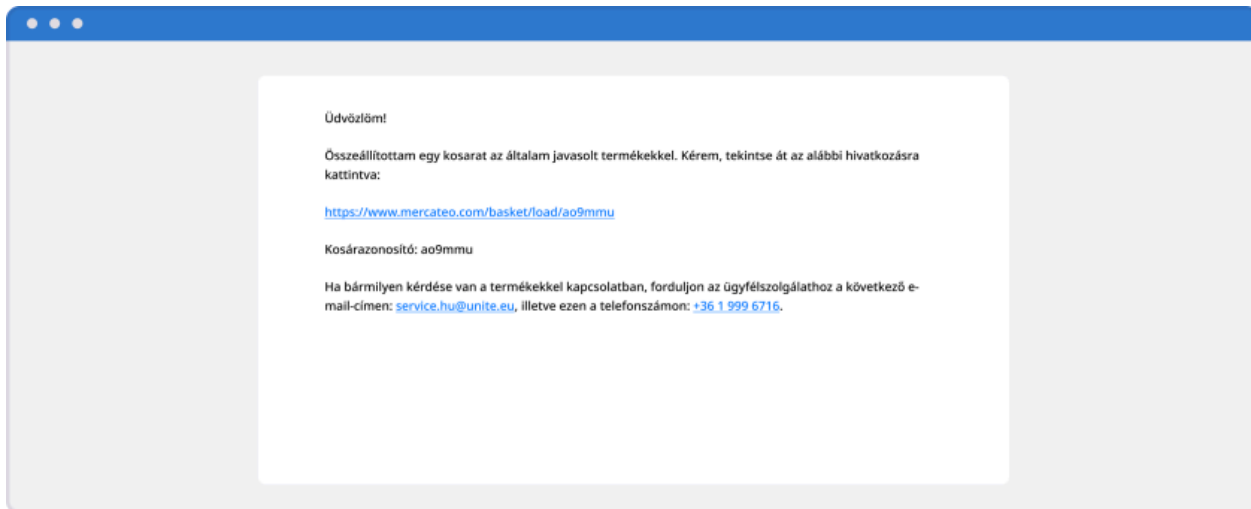 Üdvözlöm!
Összeállítottam egy kosarat az általam javasolt termékekkel. Kérem, tekintse át az alábbi hivatkozásra
kattintva:
https://www.mercateo.com/basket/load/ao9mmu
Kosárazonosító: ao9mmu
Ha bármilyen kérdése van a termékekkel kapcsolatban, forduljon az ügyfélszolgálathoz a következő e-
mail-címen: service.hu@unite.eu, illetve ezen a telefonszámon: +36 1 999 6716.